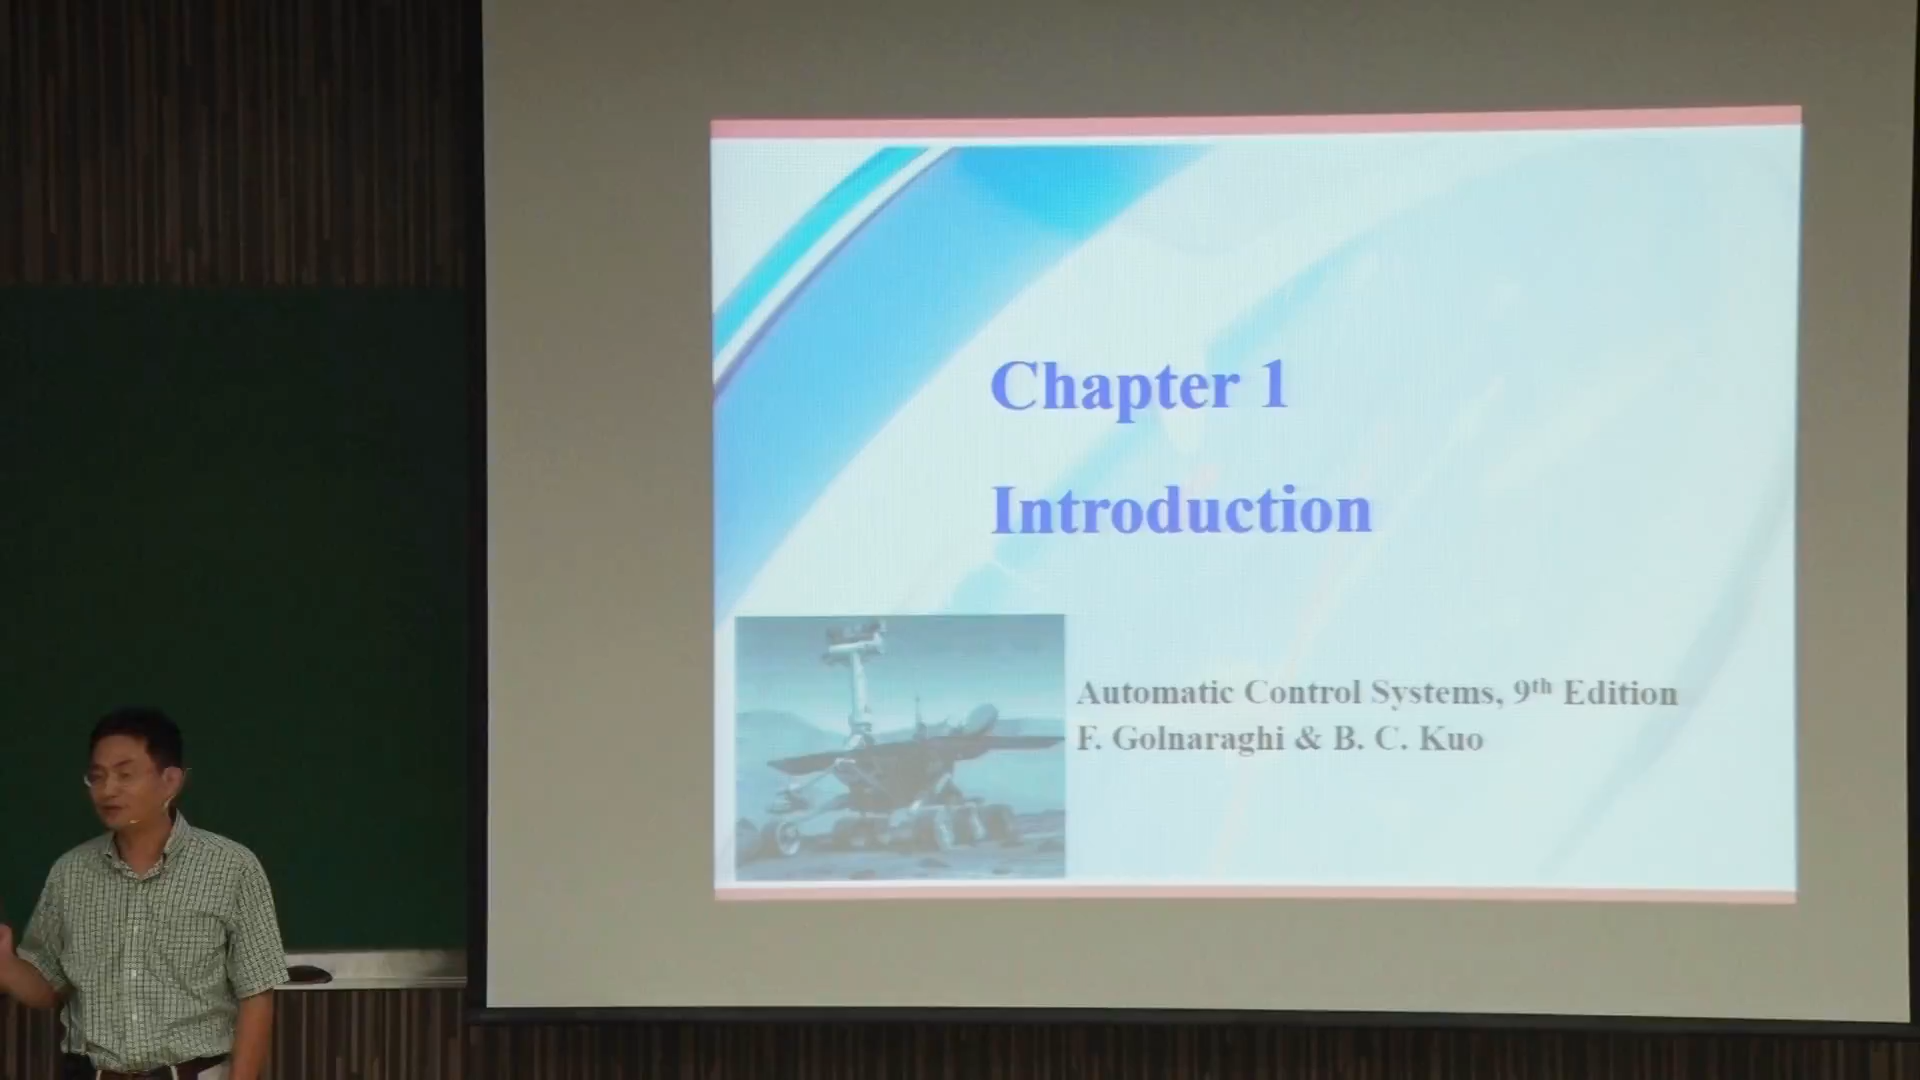 Chapter 1
Introduction
Automatic Control Systems, 9th Edition
F. Golnaraghi & B. C. Kuo